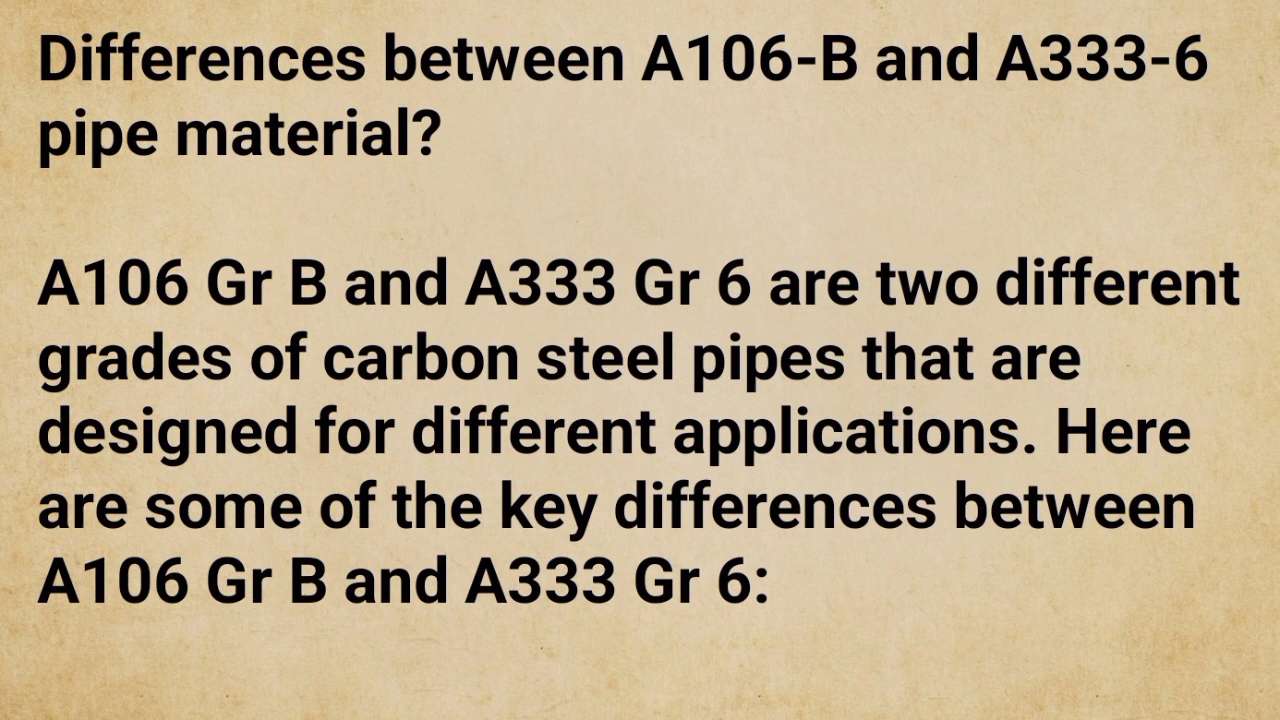 Differences between A106-B and A333-6
pipe material?
A106 Gr B and A333 Gr 6 are two different
grades of carbon steel pipes that are
designed for different applications. Here
are some of the key differences between
A106 Gr B and A333 Gr 6: